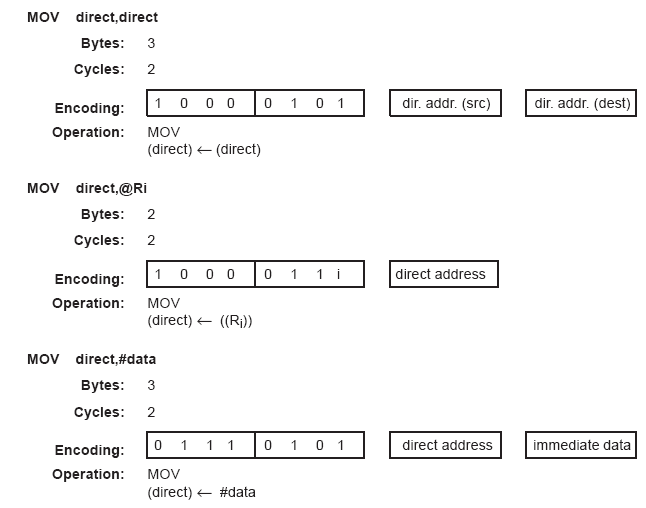 MOV direct,direct
Bytes: 3
Cycles: 2
Encoding: 1 0 0 0 0 1 0 1 dir. addr. (src) dir. addr. (dest)
Operation: MOV
(direct) ← (direct)
MOV direct,@Ri
Bytes: 2
Cycles: 2
Encoding: 1 0 0 0 0 1 1 i direct address
Operation: MOV
(direct) ← ((Ri))
MOV direct,#data
Bytes: 3
Cycles: 2
Encoding: 0 1 1 1 0 1 0 1 direct address immediate data
Operation: MOV
(direct) ← #data